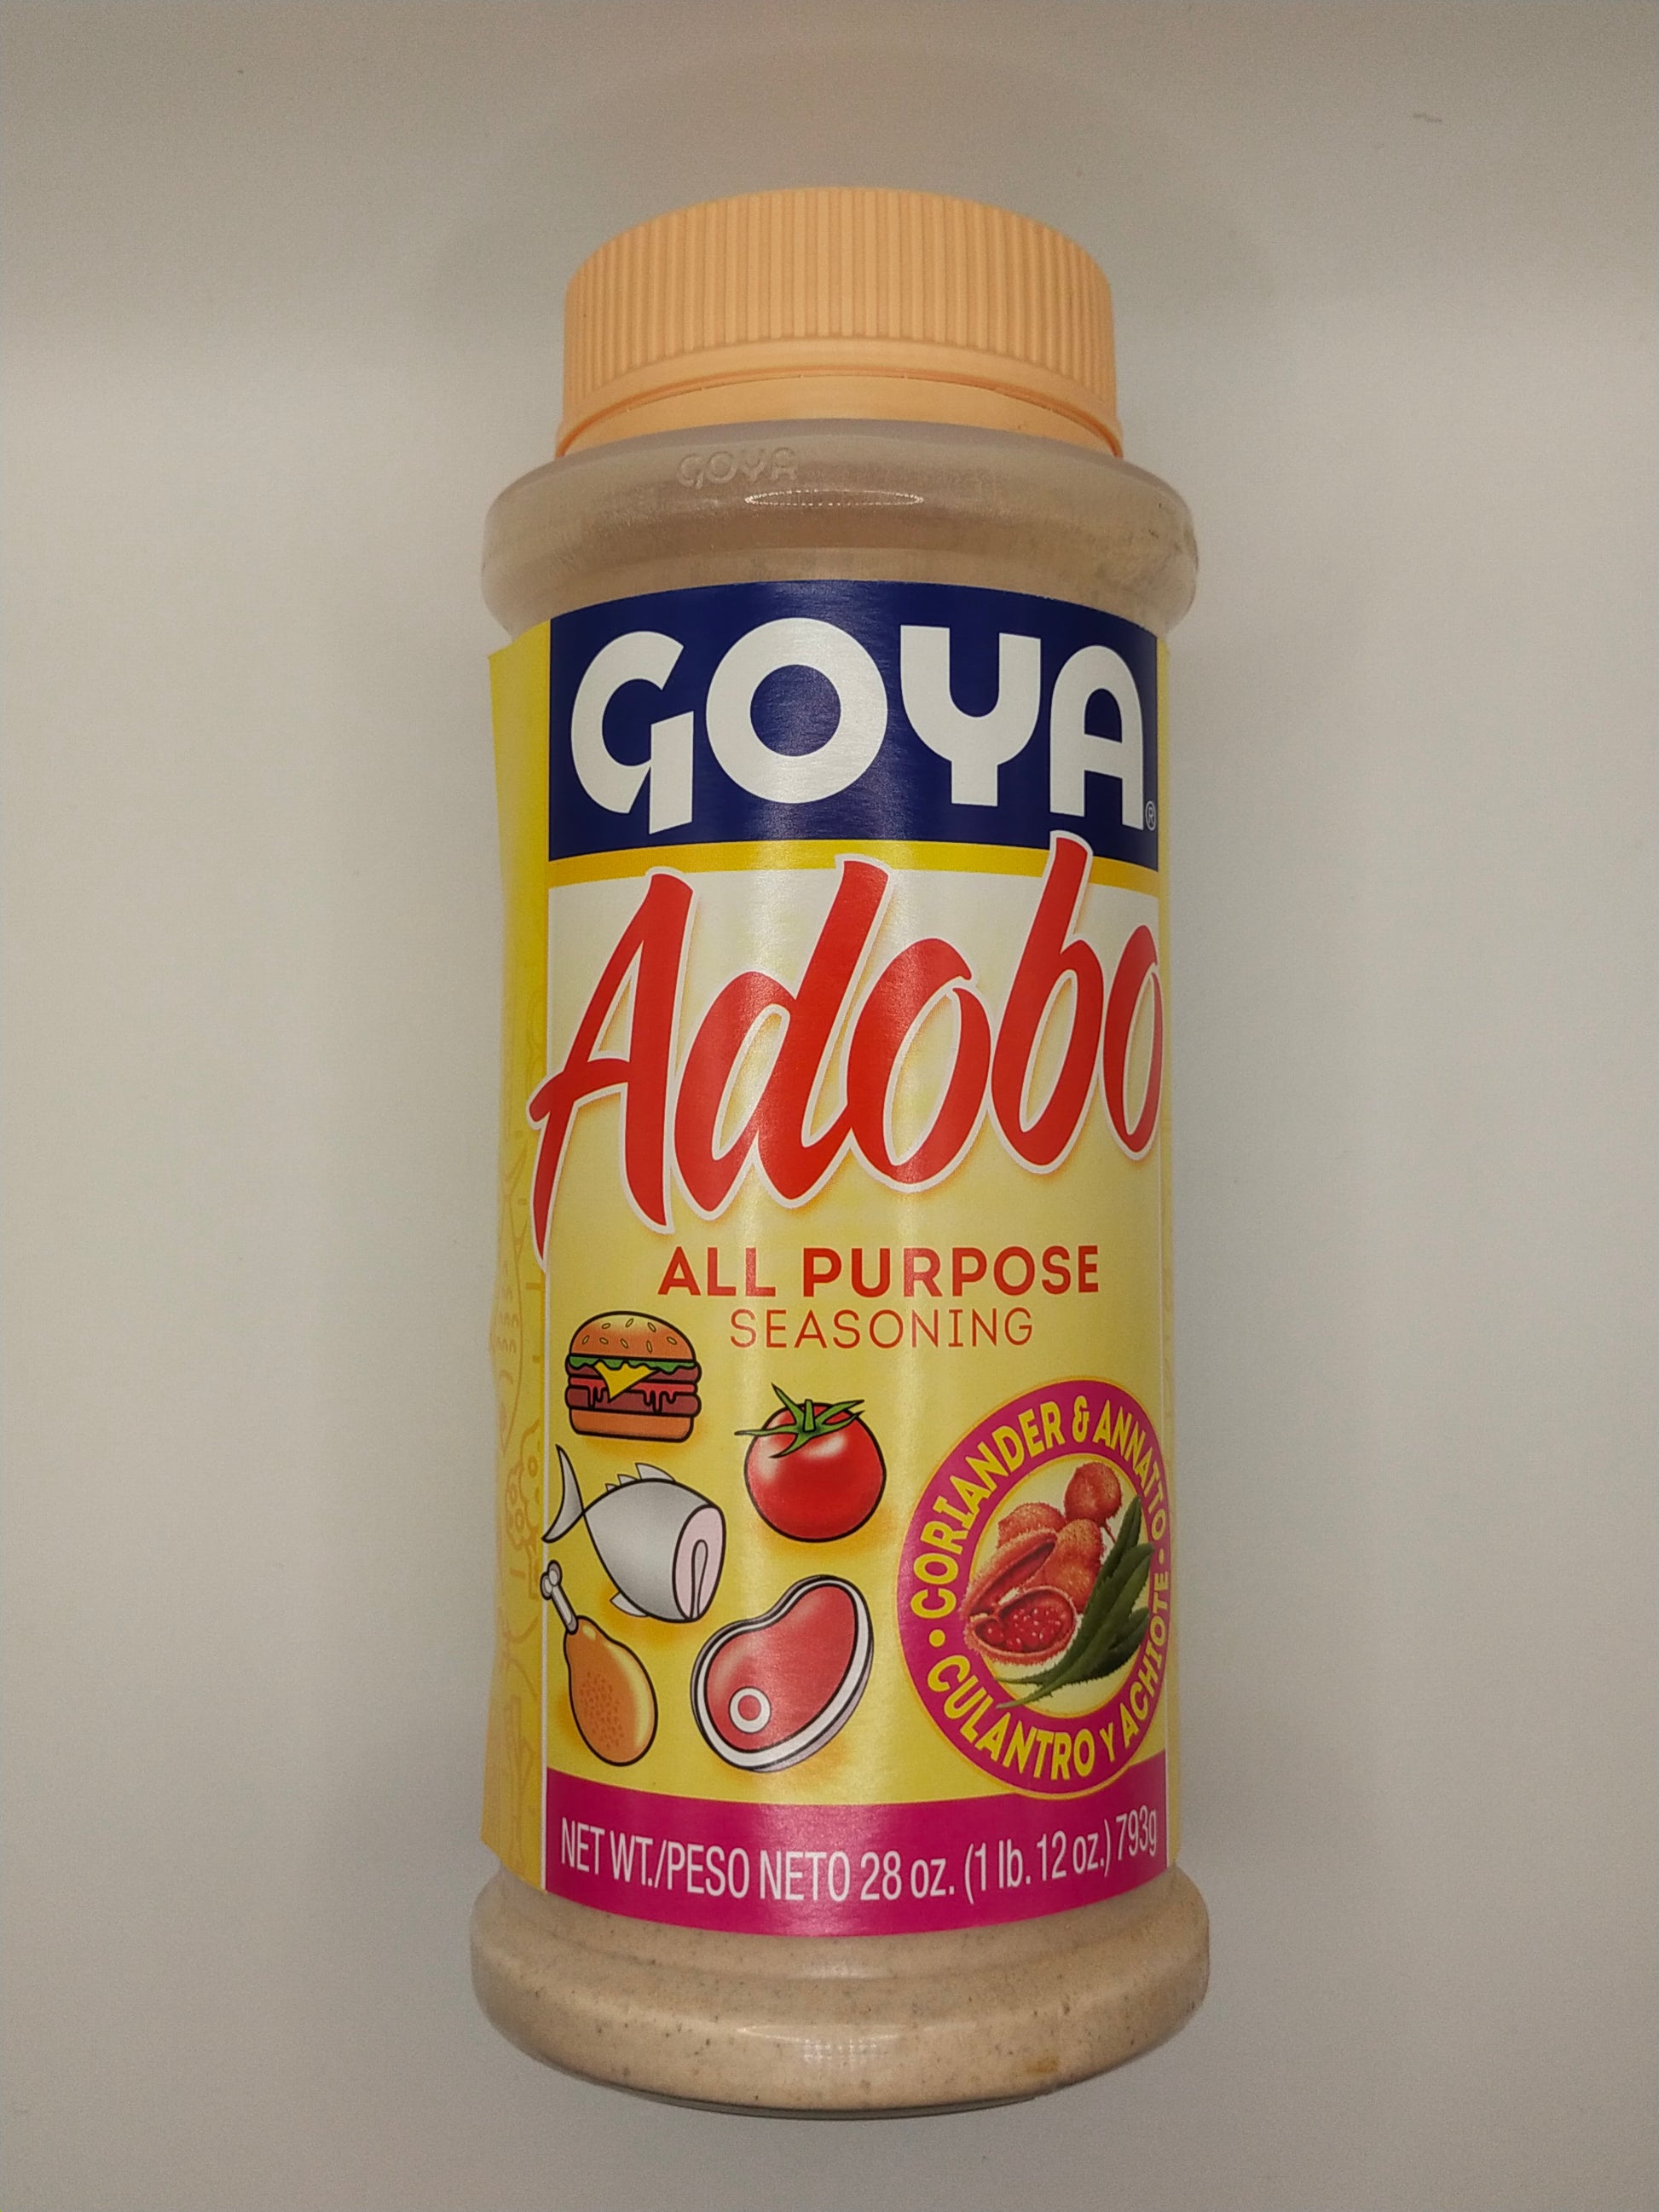 GOYA
GOYA®
Adobo
ALL PURPOSE
SEASONING
• CORIANDER & ANNATTO •
CULANTRO Y ACHIOTE
NET WT./PESO NETO 28 oz. (1 lb. 12 oz.) 793g